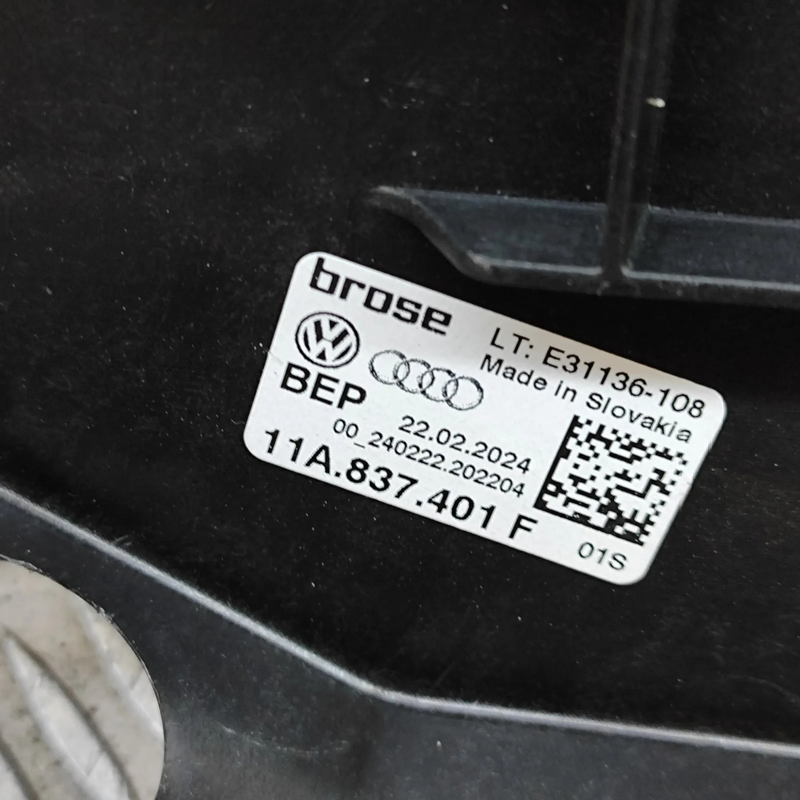 brose
LT: E31136-108
Made in Slovakia
BEP
22.02.2024
00_240222.202204
11A.837.401 F
01S